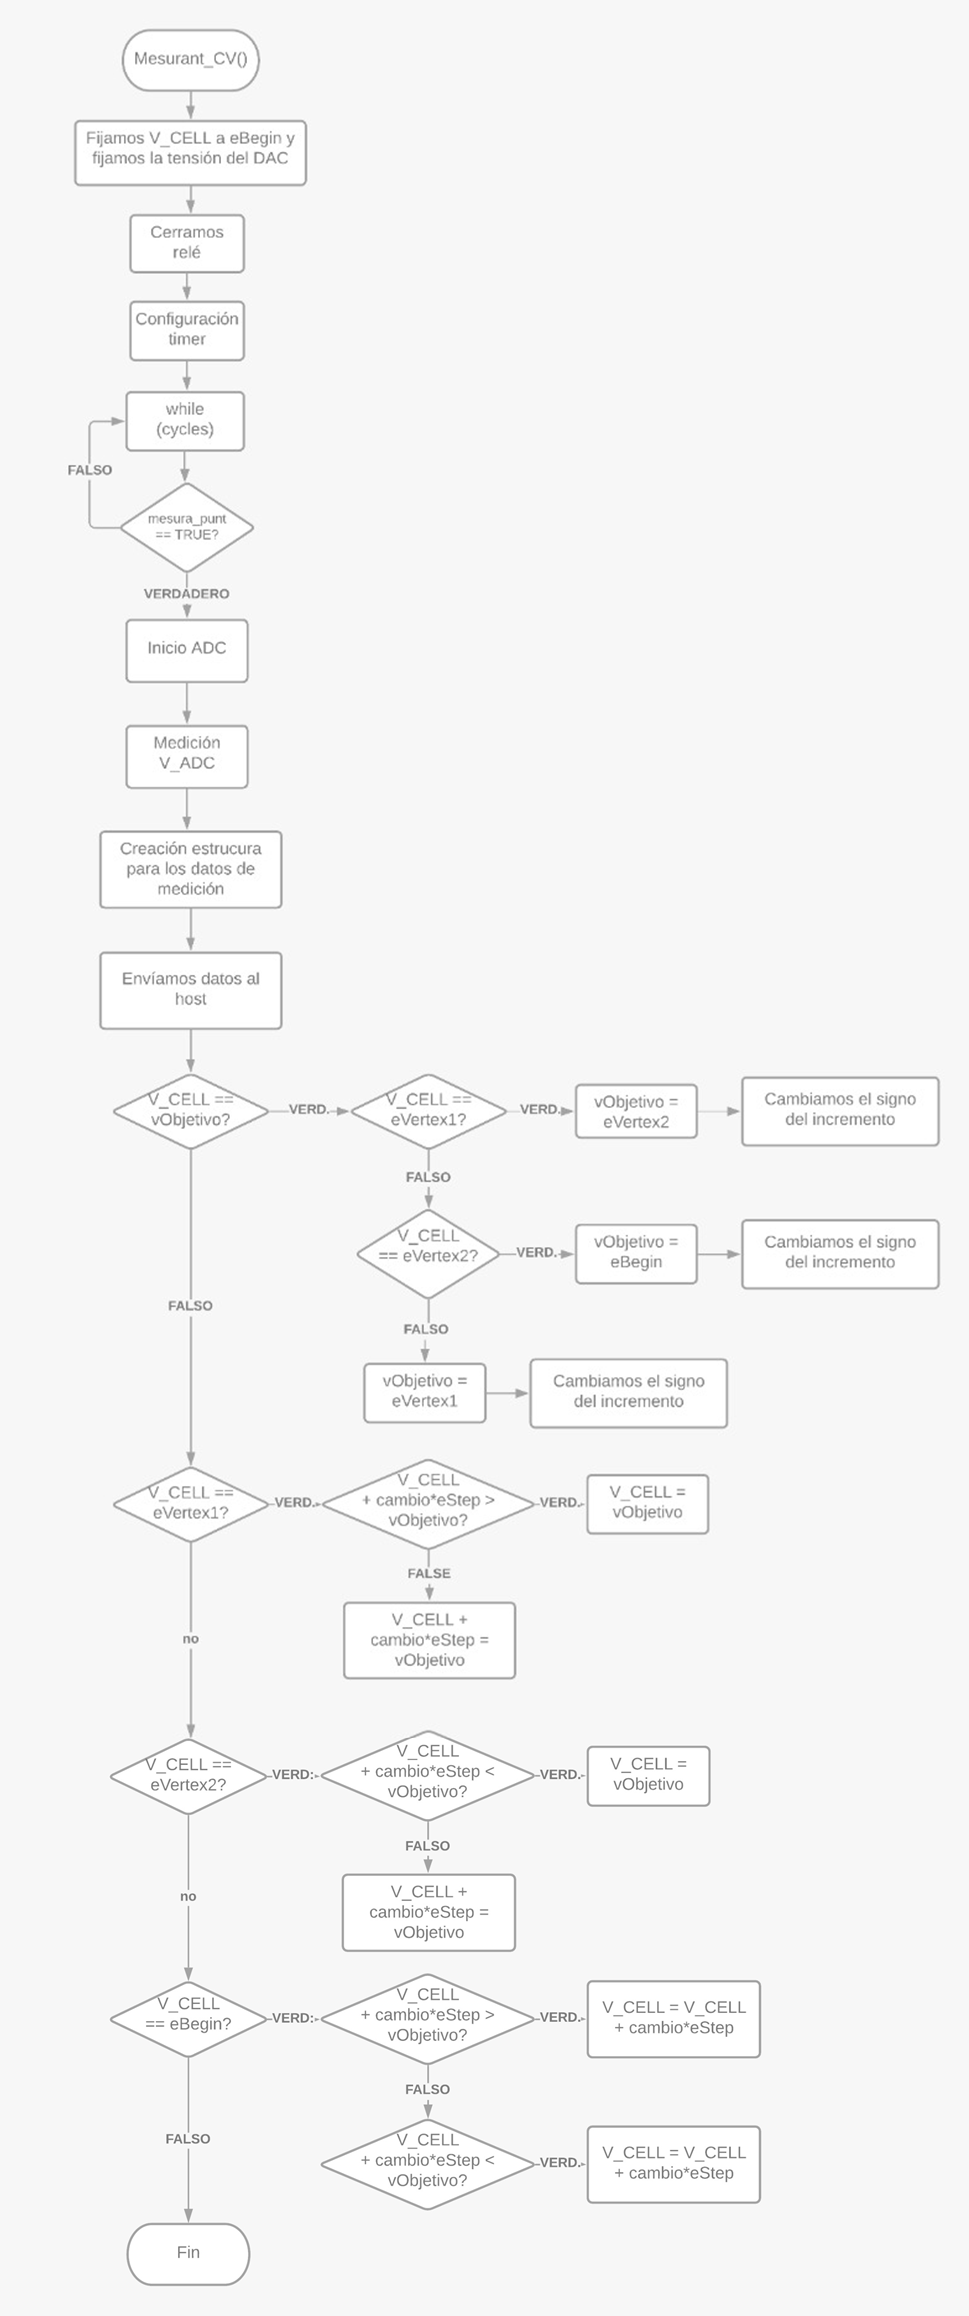 Mesurant_CV()
Fijamos V_CELL a eBegin y
fijamos la tensión del DAC
Cerramos
relé
Configuración
timer
while
(cycles)
FALSO
mesura_punt
== TRUE?
VERDADERO
Inicio ADC
Medición
V_ADC
Creación estrucura
para los datos de
medición
Envíamos datos al
host
V_CELL ==
vObjetivo?
VERD.
V_CELL ==
eVertex1?
VERD.
vObjetivo =
eVertex2
Cambiamos el signo
del incremento
FALSO
V_CELL
== eVertex2?
VERD.
vObjetivo =
eBegin
Cambiamos el signo
del incremento
FALSO
FALSO
vObjetivo =
eVertex1
Cambiamos el signo
del incremento
V_CELL ==
eVertex1?
VERD.
V_CELL
+ cambio*eStep >
vObjetivo?
VERD.
V_CELL =
vObjetivo
FALSE
V_CELL +
cambio*eStep =
vObjetivo
no
V_CELL ==
eVertex2?
VERD:
V_CELL
+ cambio*eStep <
vObjetivo?
VERD.
V_CELL =
vObjetivo
FALSO
V_CELL +
cambio*eStep =
vObjetivo
no
V_CELL
== eBegin?
VERD:
V_CELL
+ cambio*eStep >
vObjetivo?
VERD.
V_CELL = V_CELL
+ cambio*eStep
FALSO
V_CELL
+ cambio*eStep <
vObjetivo?
VERD.
V_CELL = V_CELL
+ cambio*eStep
FALSO
Fin